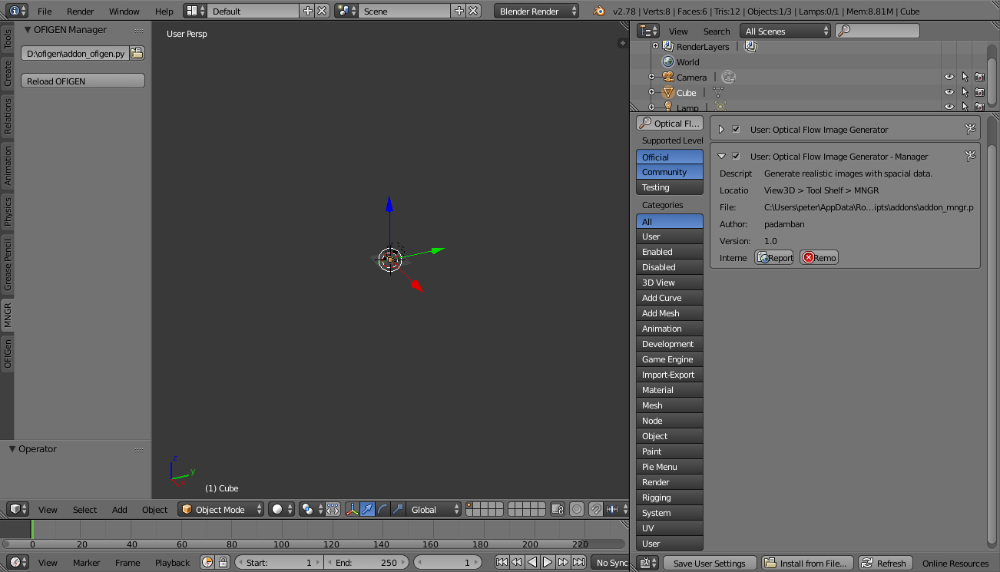 File Render Window Help Default Scene Blender Render v2.78 | Verts:8 | Faces:6 | Tris:12 | Objects:1/3 | Lamps:0/1 | Mem:8.81M | Cube
OFIGEN Manager
D:\ofigen\addon_ofigen.py
Reload OFIGEN
Tools
Create
Relations
Animation
Physics
Grease Pencil
MNGR
OFIGen
Operator
User Persp
z
y
(1) Cube
View Select Add Object Object Mode Global
0 20 40 60 80 100 120 140 160 180 200 220
View Marker Frame Playback Start: 1 End: 250 1 No Sync
View Search All Scenes
RenderLayers |
World
Camera |
Cube |
Lamp |
Optical Fl...
Supported Level
Official
Community
Testing
Categories
All
User
Enabled
Disabled
3D View
Add Curve
Add Mesh
Animation
Development
Game Engine
Import-Export
Material
Mesh
Node
Object
Paint
Pie Menu
Render
Rigging
System
UV
User
User: Optical Flow Image Generator
User: Optical Flow Image Generator - Manager
Descript Generate realistic images with spacial data.
Locatio View3D > Tool Shelf > MNGR
File: C:\Users\peter\AppData\Ro...ipts\addons\addon_mngr.p
Author: padamban
Version: 1.0
Interne Report Remo
Save User Settings Install from File... Refresh Online Resources